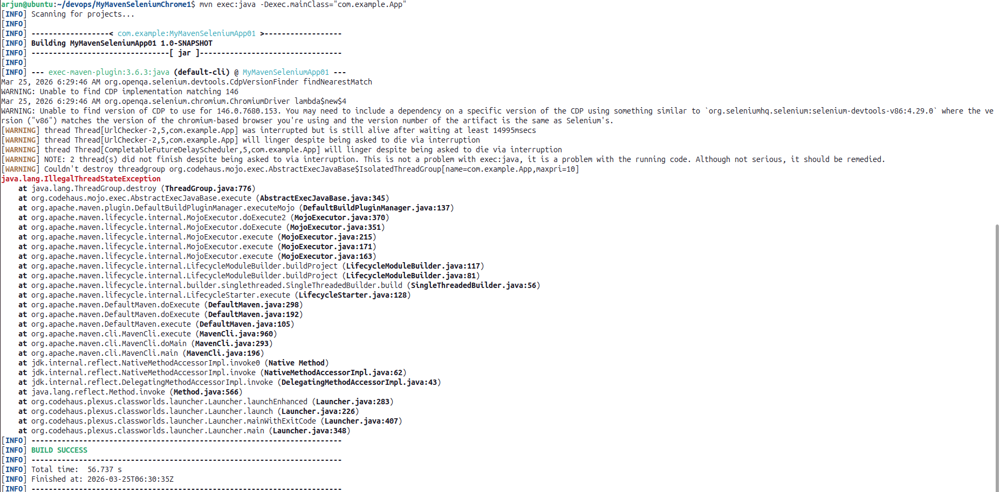 arjun@ubuntu:~/devops/MyMavenSeleniumChrome1$ mvn exec:java -Dexec.mainClass="com.example.App"
[INFO] Scanning for projects...
[INFO]
[INFO] ------------------< com.example:MyMavenSeleniumApp01 >------------------
[INFO] Building MyMavenSeleniumApp01 1.0-SNAPSHOT
[INFO] --------------------------------[ jar ]---------------------------------
[INFO]
[INFO] --- exec-maven-plugin:3.6.3:java (default-cli) @ MyMavenSeleniumApp01 ---
Mar 25, 2026 6:29:46 AM org.openqa.selenium.devtools.CdpVersionFinder findNearestMatch
WARNING: Unable to find CDP implementation matching 146
Mar 25, 2026 6:29:46 AM org.openqa.selenium.chromium.ChromiumDriver lambda$new$4
WARNING: Unable to find version of CDP to use for 146.0.7680.153. You may need to include a dependency on a specific version of the CDP using something similar to `org.seleniumhq.selenium:selenium-devtools-v86:4.29.0` where the ve
rsion ("v86") matches the version of the chromium-based browser you're using and the version number of the artifact is the same as Selenium's.
[WARNING] thread Thread[UrlChecker-2,5,com.example.App] was interrupted but is still alive after waiting at least 14995msecs
[WARNING] thread Thread[UrlChecker-2,5,com.example.App] will linger despite being asked to die via interruption
[WARNING] thread Thread[CompletableFutureDelayScheduler,5,com.example.App] will linger despite being asked to die via interruption
[WARNING] NOTE: 2 thread(s) did not finish despite being asked to via interruption. This is not a problem with exec:java, it is a problem with the running code. Although not serious, it should be remedied.
[WARNING] Couldn't destroy threadgroup org.codehaus.mojo.exec.AbstractExecJavaBase$IsolatedThreadGroup[name=com.example.App,maxpri=10]
java.lang.IllegalThreadStateException
    at java.lang.ThreadGroup.destroy (ThreadGroup.java:776)
    at org.codehaus.mojo.exec.AbstractExecJavaBase.execute (AbstractExecJavaBase.java:345)
    at org.apache.maven.plugin.DefaultBuildPluginManager.executeMojo (DefaultBuildPluginManager.java:137)
    at org.apache.maven.lifecycle.internal.MojoExecutor.doExecute2 (MojoExecutor.java:370)
    at org.apache.maven.lifecycle.internal.MojoExecutor.doExecute (MojoExecutor.java:351)
    at org.apache.maven.lifecycle.internal.MojoExecutor.execute (MojoExecutor.java:215)
    at org.apache.maven.lifecycle.internal.MojoExecutor.execute (MojoExecutor.java:171)
    at org.apache.maven.lifecycle.internal.MojoExecutor.execute (MojoExecutor.java:163)
    at org.apache.maven.lifecycle.internal.LifecycleModuleBuilder.buildProject (LifecycleModuleBuilder.java:117)
    at org.apache.maven.lifecycle.internal.LifecycleModuleBuilder.buildProject (LifecycleModuleBuilder.java:81)
    at org.apache.maven.lifecycle.internal.builder.singlethreaded.SingleThreadedBuilder.build (SingleThreadedBuilder.java:56)
    at org.apache.maven.lifecycle.internal.LifecycleStarter.execute (LifecycleStarter.java:128)
    at org.apache.maven.DefaultMaven.doExecute (DefaultMaven.java:298)
    at org.apache.maven.DefaultMaven.doExecute (DefaultMaven.java:192)
    at org.apache.maven.DefaultMaven.execute (DefaultMaven.java:105)
    at org.apache.maven.cli.MavenCli.execute (MavenCli.java:960)
    at org.apache.maven.cli.MavenCli.doMain (MavenCli.java:293)
    at org.apache.maven.cli.MavenCli.main (MavenCli.java:196)
    at jdk.internal.reflect.NativeMethodAccessorImpl.invoke0 (Native Method)
    at jdk.internal.reflect.NativeMethodAccessorImpl.invoke (NativeMethodAccessorImpl.java:62)
    at jdk.internal.reflect.DelegatingMethodAccessorImpl.invoke (DelegatingMethodAccessorImpl.java:43)
    at java.lang.reflect.Method.invoke (Method.java:566)
    at org.codehaus.plexus.classworlds.launcher.Launcher.launchEnhanced (Launcher.java:283)
    at org.codehaus.plexus.classworlds.launcher.Launcher.launch (Launcher.java:226)
    at org.codehaus.plexus.classworlds.launcher.Launcher.mainWithExitCode (Launcher.java:407)
    at org.codehaus.plexus.classworlds.launcher.Launcher.main (Launcher.java:348)
[INFO] ------------------------------------------------------------------------
[INFO] BUILD SUCCESS
[INFO] ------------------------------------------------------------------------
[INFO] Total time:  56.737 s
[INFO] Finished at: 2026-03-25T06:30:35Z
[INFO] ------------------------------------------------------------------------